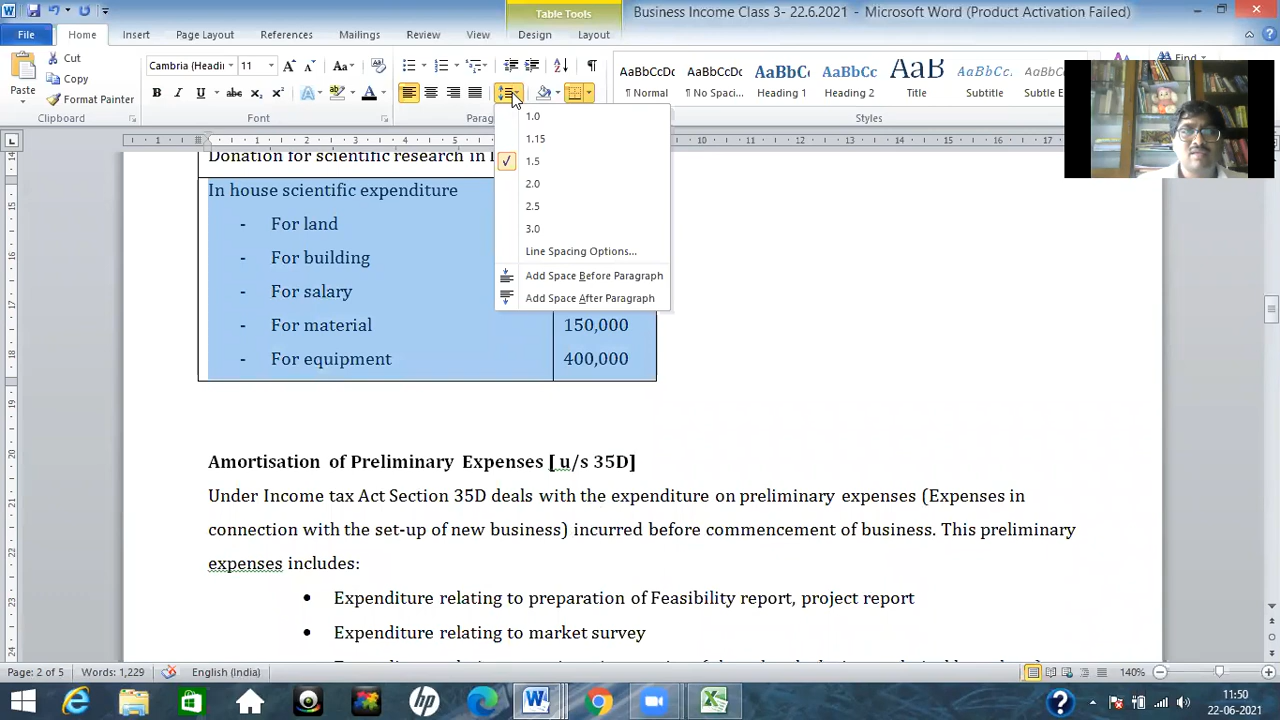 Table Tools
Business Income Class 3- 22.6.2021 - Microsoft Word (Product Activation Failed)
File
Home
Insert
Page Layout
References
Mailings
Review
View
Design
Layout
Paste
Cut
Copy
Format Painter
Clipboard
Cambria (Headi
11
Font
AaBbCcDc
¶ Normal
AaBbCcDc
¶ No Spaci...
Heading 1
Heading 2
AaB
Title
AaBbCc.
Subtitle
Find
Styles
1.0
1.15
1.5
2.0
2.5
3.0
Line Spacing Options...
Add Space Before Paragraph
Add Space After Paragraph
Donation for scientific research in
In house scientific expenditure
- For land
- For building
- For salary
- For material 150,000
- For equipment 400,000
Amortisation of Preliminary Expenses [ u/s 35D]
Under Income tax Act Section 35D deals with the expenditure on preliminary expenses (Expenses in
connection with the set-up of new business) incurred before commencement of business. This preliminary
expenses includes:
• Expenditure relating to preparation of Feasibility report, project report
• Expenditure relating to market survey
Page: 2 of 5
Words: 1,229
English (India)
140%
11:50
22-06-2021